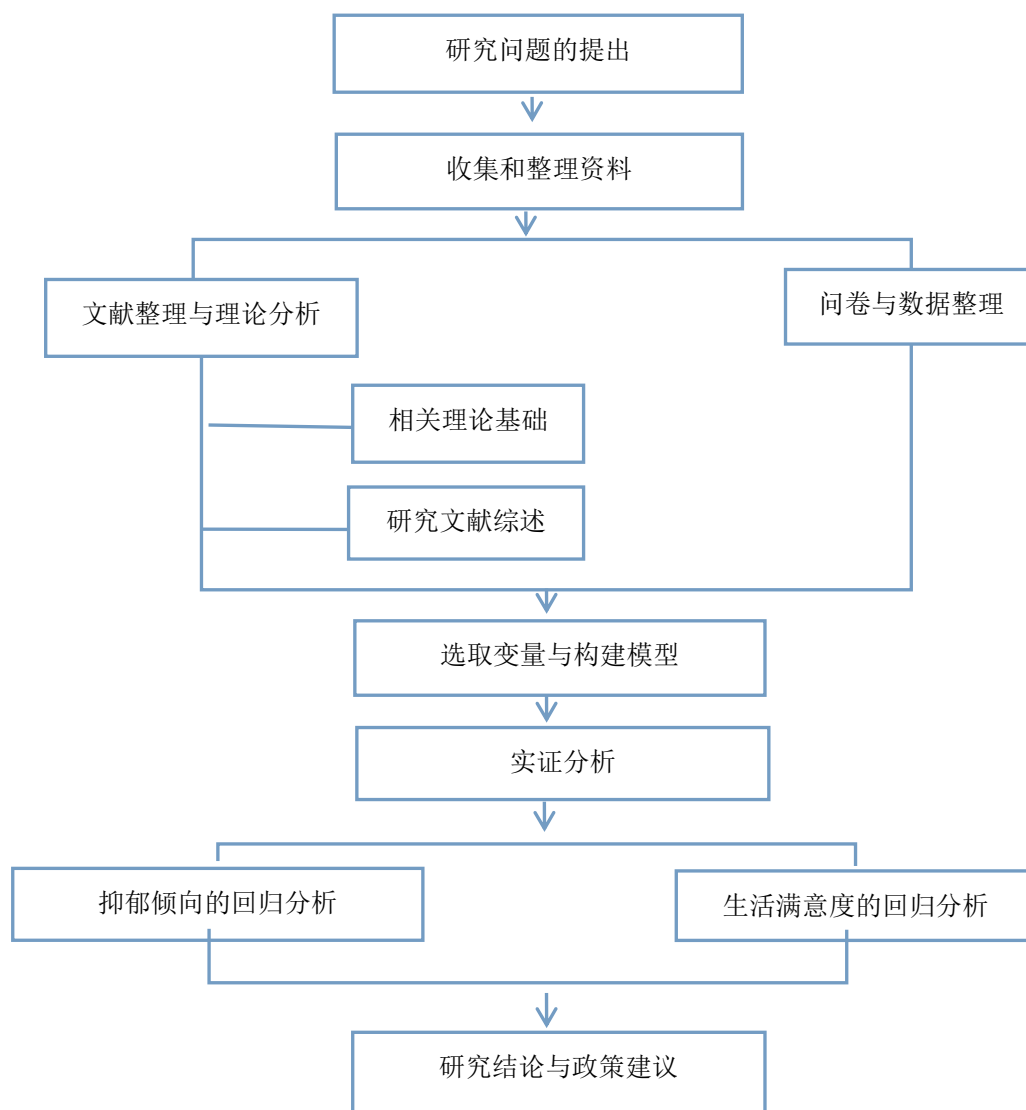 研究问题的提出
收集和整理资料
文献整理与理论分析
问卷与数据整理
相关理论基础
研究文献综述
选取变量与构建模型
实证分析
抑郁倾向的回归分析
生活满意度的回归分析
研究结论与政策建议